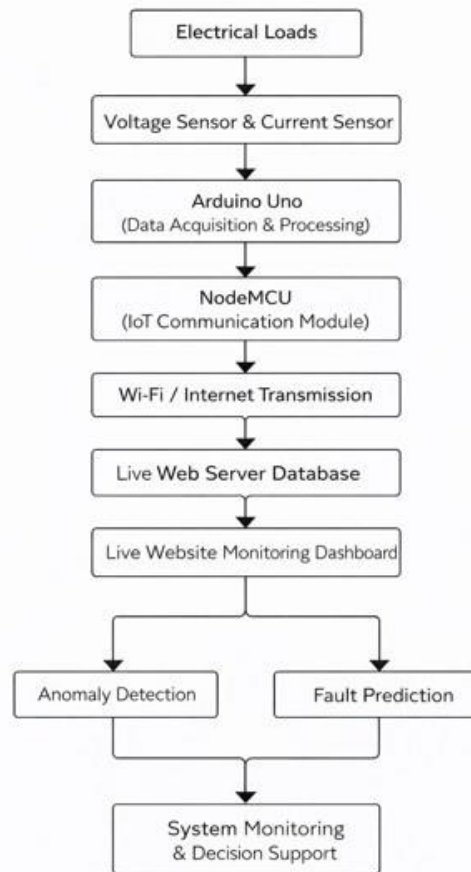 Electrical Loads
Voltage Sensor & Current Sensor
Arduino Uno
(Data Acquisition & Processing)
NodeMCU
(IoT Communication Module)
Wi-Fi / Internet Transmission
Live Web Server Database
Live Website Monitoring Dashboard
Anomaly Detection
Fault Prediction
System Monitoring
& Decision Support